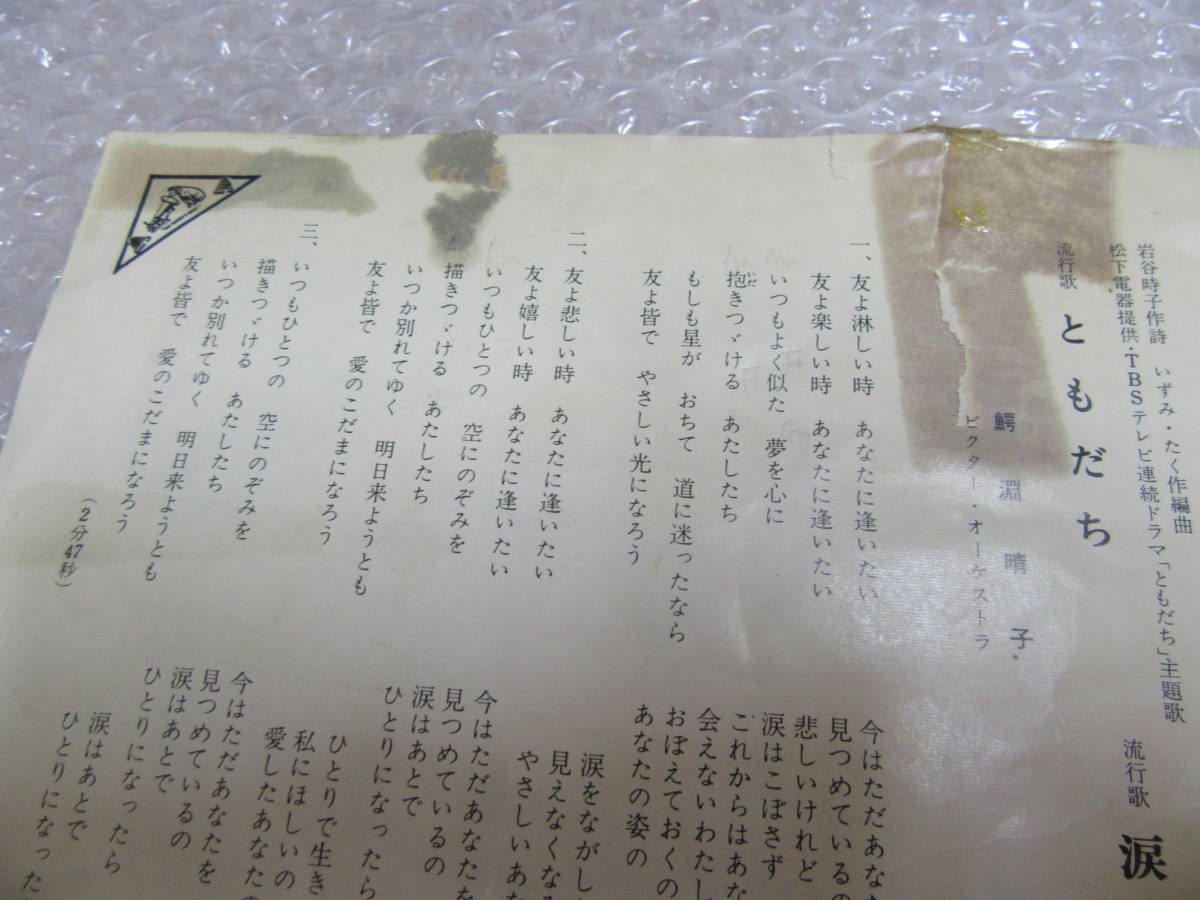 岩谷時子作詩　いずみ・たく作編曲
松下電器提供・TBSテレビ連続ドラマ「ともだち」主題歌
流行歌　ともだち
鰐淵晴子
ビクター・オーケストラ
一、友よ淋しい時　あなたに逢いたい
友よ楽しい時　あなたに逢いたい
いつもよく似た　夢を心に
抱きつゞける　あたしたち
もしも星が　おちて　道に迷ったなら
友よ皆で　やさしい光になろう
二、友よ悲しい時　あなたに逢いたい
友よ嬉しい時　あなたに逢いたい
いつもひとつの　空にのぞみを
描きつゞける　あたしたち
いつか別れてゆく　明日来ようとも
友よ皆で　愛のこだまになろう
三、いつもひとつの　空にのぞみを
描きつゞける　あたしたち
いつか別れてゆく　明日来ようとも
友よ皆で　愛のこだまになろう
（2分47秒）
流行歌　涙
今はただあなた
見つめているの
悲しいけれど
涙はこぼさず
これからはあな
会えないわたし
おぼえておくの
あなたの姿の
涙をながし
見えなくな
やさしいあな
今はただあなたを
見つめているの
涙はあとで
ひとりになったら
ひとりで生き
私にほしいの
愛したあなたの
今はただあなたを
見つめているの
涙はあとで
ひとりになったら
涙はあとで
ひとりになった